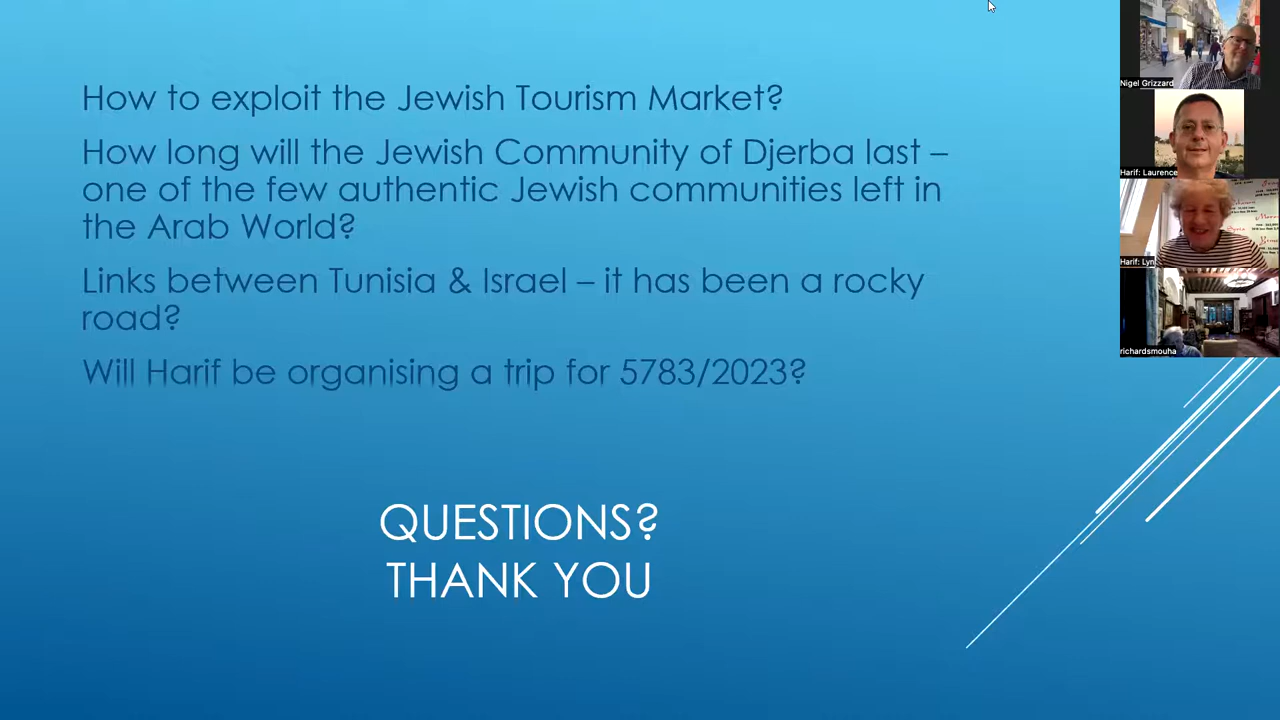 How to exploit the Jewish Tourism Market?
How long will the Jewish Community of Djerba last –
one of the few authentic Jewish communities left in
the Arab World?
Links between Tunisia & Israel – it has been a rocky
road?
Will Harif be organising a trip for 5783/2023?
QUESTIONS?
THANK YOU
Nigel Grizzard
Harif: Laurence
Harif: Lyn
richardsmouha